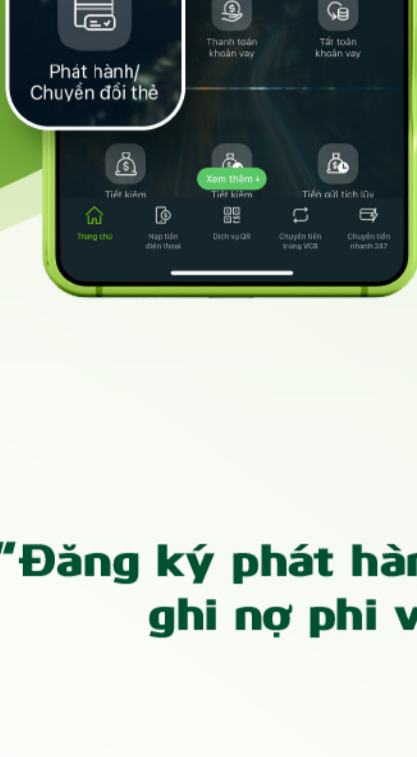 Thanh toán
khoản vay
Tất toán
khoản vay
Phát hành/
Chuyển đổi thẻ
Xem thêm ↓
Tiết kiệm
Tiết kiệm
Tiền gửi tích lũy
Trang chủ
Nạp tiền
điện thoại
Dịch vụ QR
Chuyển tiền
trong VCB
Chuyển tiền
nhanh 247
"Đăng ký phát hàn
ghi nợ phi v